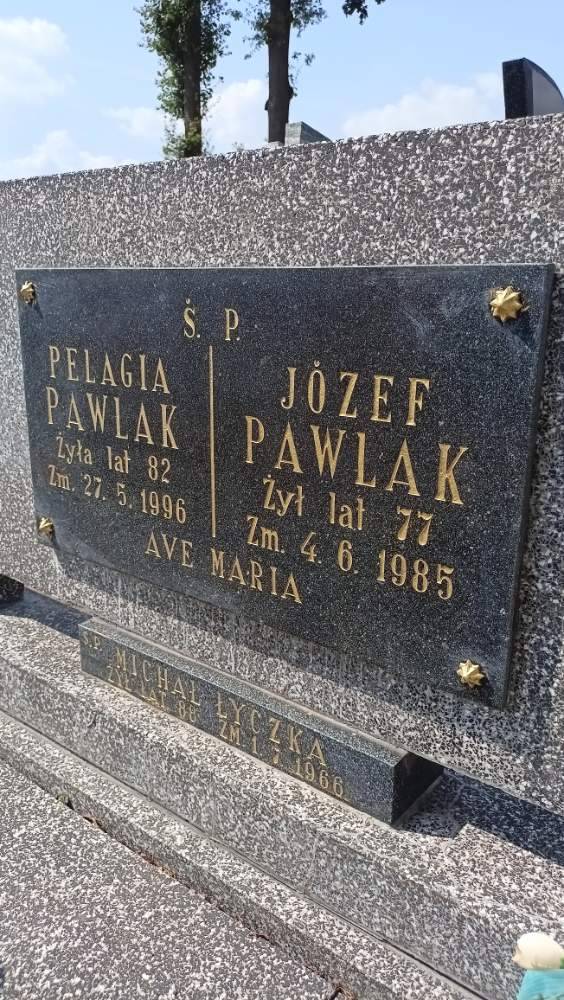 Ś. P.
PELAGIA
PAWLAK
Żyła lat 82
Zm. 27. 5. 1996
JÓZEF
PAWLAK
Żył lat 77
Zm. 4. 6. 1985
AVE MARIA
Ś.P. MICHAŁ ŁYCZKA
ŻYŁ LAT 88 ZM 1.7.1966